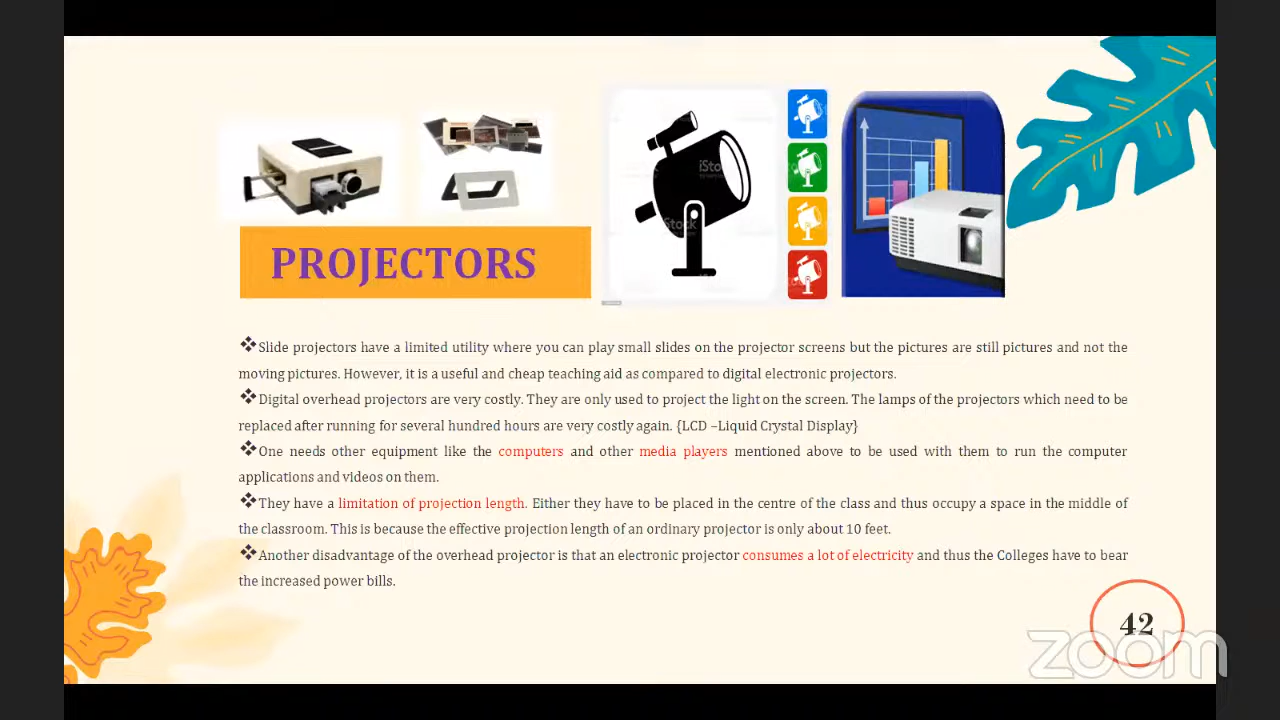 PROJECTORS
iStock
iStock
❖Slide projectors have a limited utility where you can play small slides on the projector screens but the pictures are still pictures and not the
moving pictures. However, it is a useful and cheap teaching aid as compared to digital electronic projectors.
❖Digital overhead projectors are very costly. They are only used to project the light on the screen. The lamps of the projectors which need to be
replaced after running for several hundred hours are very costly again. {LCD –Liquid Crystal Display}
❖One needs other equipment like the computers and other media players mentioned above to be used with them to run the computer
applications and videos on them.
❖They have a limitation of projection length. Either they have to be placed in the centre of the class and thus occupy a space in the middle of
the classroom. This is because the effective projection length of an ordinary projector is only about 10 feet.
❖Another disadvantage of the overhead projector is that an electronic projector consumes a lot of electricity and thus the Colleges have to bear
the increased power bills.
42
zoom